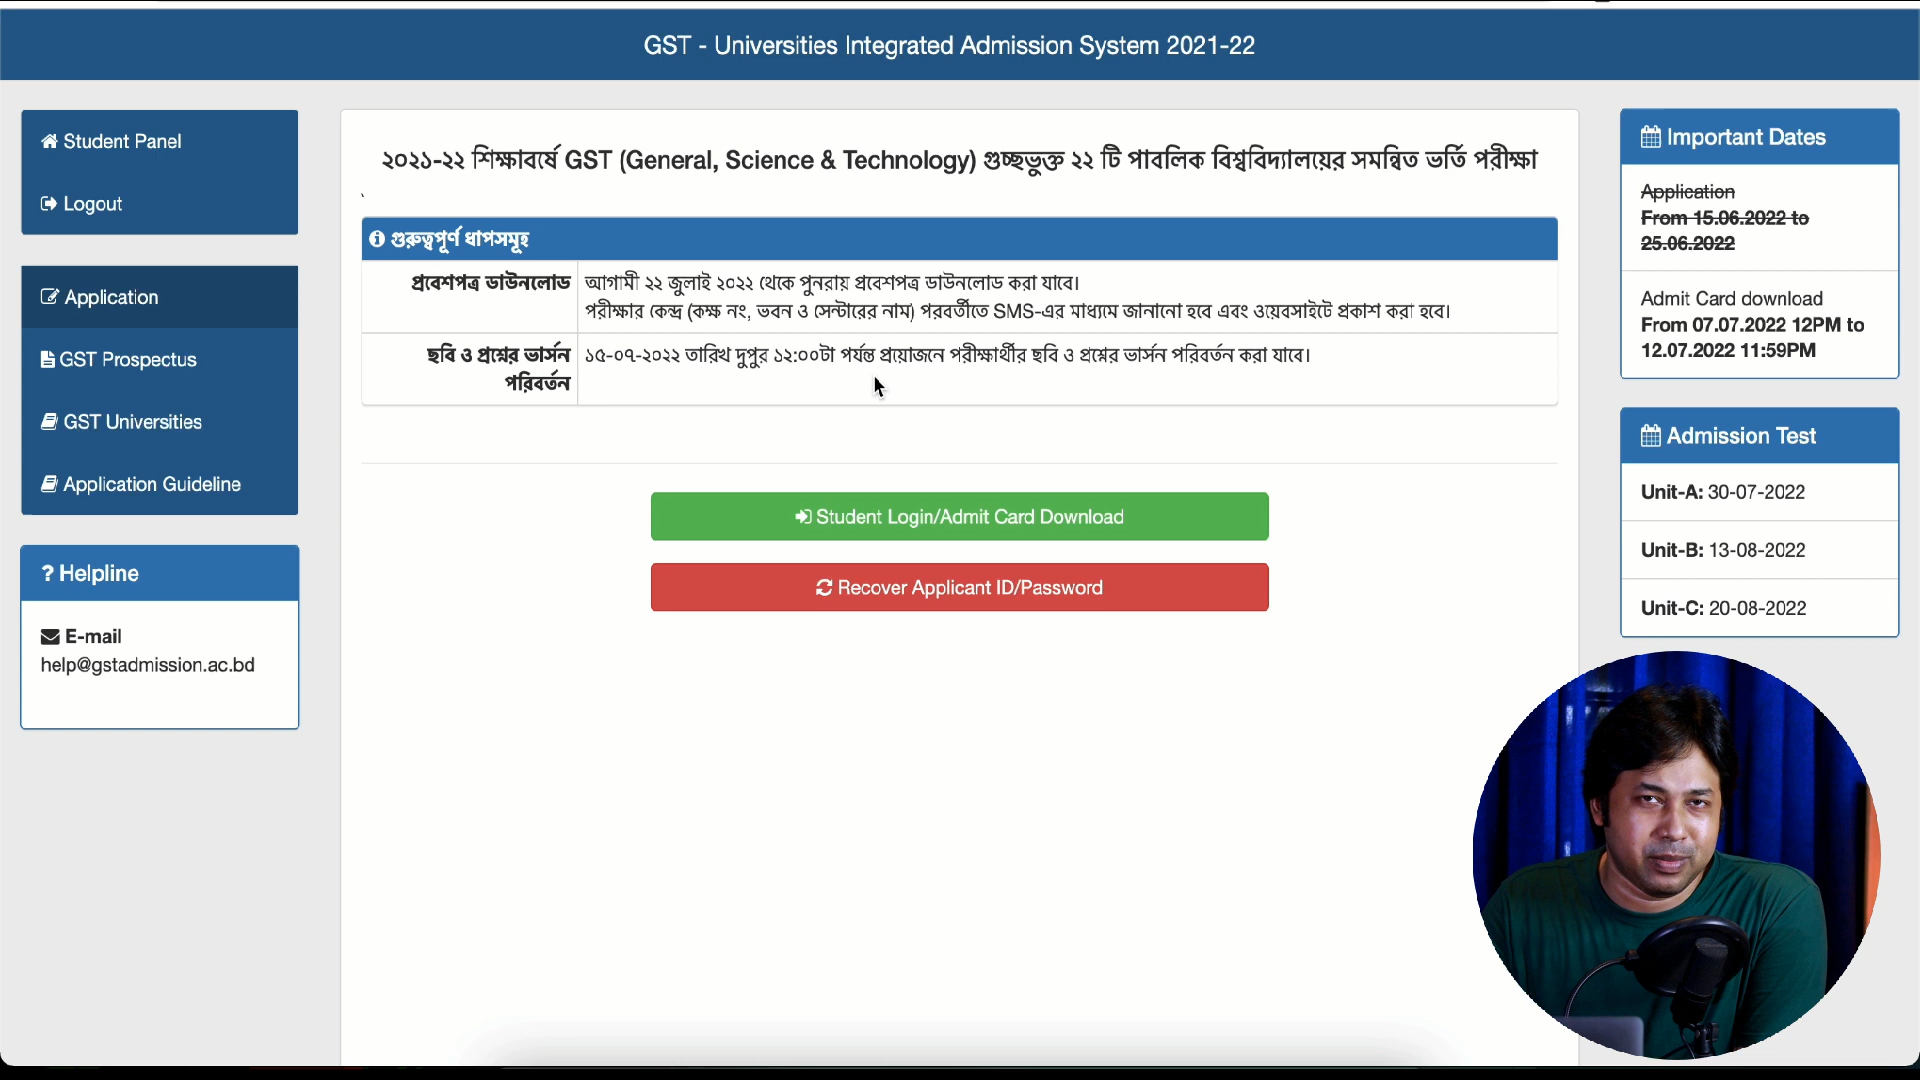 GST - Universities Integrated Admission System 2021-22
Student Panel
Logout
Application
GST Prospectus
GST Universities
Application Guideline
? Helpline
E-mail
help@gstadmission.ac.bd
২০২১-২২ শিক্ষাবর্ষে GST (General, Science & Technology) গুচ্ছভুক্ত ২২ টি পাবলিক বিশ্ববিদ্যালয়ের সমন্বিত ভর্তি পরীক্ষা
গুরুত্বপূর্ণ ধাপসমূহ
প্রবেশপত্র ডাউনলোড
আগামী ২২ জুলাই ২০২২ থেকে পুনরায় প্রবেশপত্র ডাউনলোড করা যাবে।
পরীক্ষার কেন্দ্র (কক্ষ নং, ভবন ও সেন্টারের নাম) পরবর্তীতে SMS-এর মাধ্যমে জানানো হবে এবং ওয়েবসাইটে প্রকাশ করা হবে।
ছবি ও প্রশ্নের ভার্সন
পরিবর্তন
১৫-০৭-২০২২ তারিখ দুপুর ১২:০০টা পর্যন্ত প্রয়োজনে পরীক্ষার্থীর ছবি ও প্রশ্নের ভার্সন পরিবর্তন করা যাবে।
Student Login/Admit Card Download
Recover Applicant ID/Password
Important Dates
Application
From 15.06.2022 to
25.06.2022
Admit Card download
From 07.07.2022 12PM to
12.07.2022 11:59PM
Admission Test
Unit-A: 30-07-2022
Unit-B: 13-08-2022
Unit-C: 20-08-2022